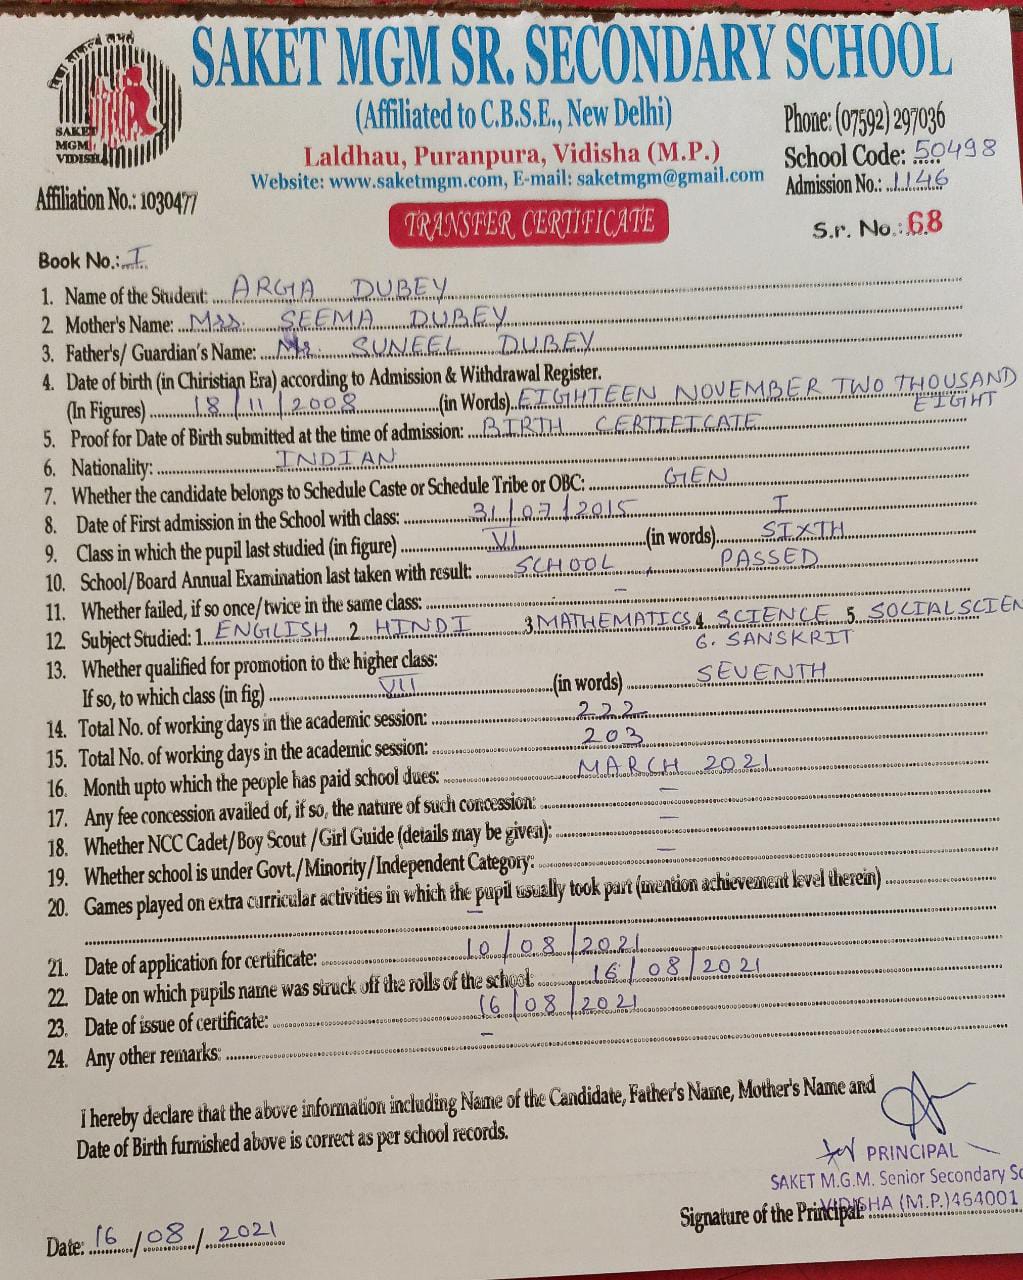 विद्या साकल्यं लभते
SAKET
MGM
VIDISHA
SAKET MGM SR. SECONDARY SCHOOL
(Affiliated to C.B.S.E., New Delhi)
Phone: (07592) 297036
Laldhau, Puranpura, Vidisha (M.P.)
School Code: 50498
Website: www.saketmgm.com, E-mail: saketmgm@gmail.com
Admission No.: 1146
Affiliation No.: 1030477
TRANSFER CERTIFICATE
S.r. No.: 68
Book No.: I
1. Name of the Student: ARGIA DUBEY
2. Mother's Name: Mrs. SEEMA DUBEY
3. Father's/ Guardian's Name: Mr. SUNEEL DUBEY
4. Date of birth (in Chiristian Era) according to Admission & Withdrawal Register.
(In Figures) 18/11/2008 (in Words) EIGHTEEN NOVEMBER TWO THOUSAND
EIGHT
5. Proof for Date of Birth submitted at the time of admission: BIRTH CERTIFICATE
6. Nationality: INDIAN
7. Whether the candidate belongs to Schedule Caste or Schedule Tribe or OBC: GEN
8. Date of First admission in the School with class: 31/07/2015 I
9. Class in which the pupil last studied (in figure) VI (in words) SIXTH
10. School/Board Annual Examination last taken with result: SCHOOL, PASSED
11. Whether failed, if so once/twice in the same class: –
12. Subject Studied: 1. ENGLISH 2 HINDI 3. MATHEMATICS 4. SCIENCE 5. SOCIAL SCIEN
6. SANSKRIT
13. Whether qualified for promotion to the higher class:
If so, to which class (in fig) VII (in words) SEVENTH
14. Total No. of working days in the academic session: 222
15. Total No. of working days in the academic session: 203
16. Month upto which the people has paid school dues: MARCH 2021
17. Any fee concession availed of, if so, the nature of such concession: –
18. Whether NCC Cadet/Boy Scout /Girl Guide (details may be given): –
19. Whether school is under Govt./Minority/Independent Category: –
20. Games played on extra curricular activities in which the pupil usually took part (mention achievement level therein)
–
21. Date of application for certificate: 10/08/2021
22. Date on which pupils name was struck off the rolls of the school: 16/08/2021
23. Date of issue of certificate: 16/08/2021
24. Any other remarks: –
I hereby declare that the above information including Name of the Candidate, Father's Name, Mother's Name and
Date of Birth furnished above is correct as per school records.
for PRINCIPAL
SAKET M.G.M. Senior Secondary Sc
VIDISHA (M.P.) 464001
Signature of the Principal:
Date: 16/08/2021